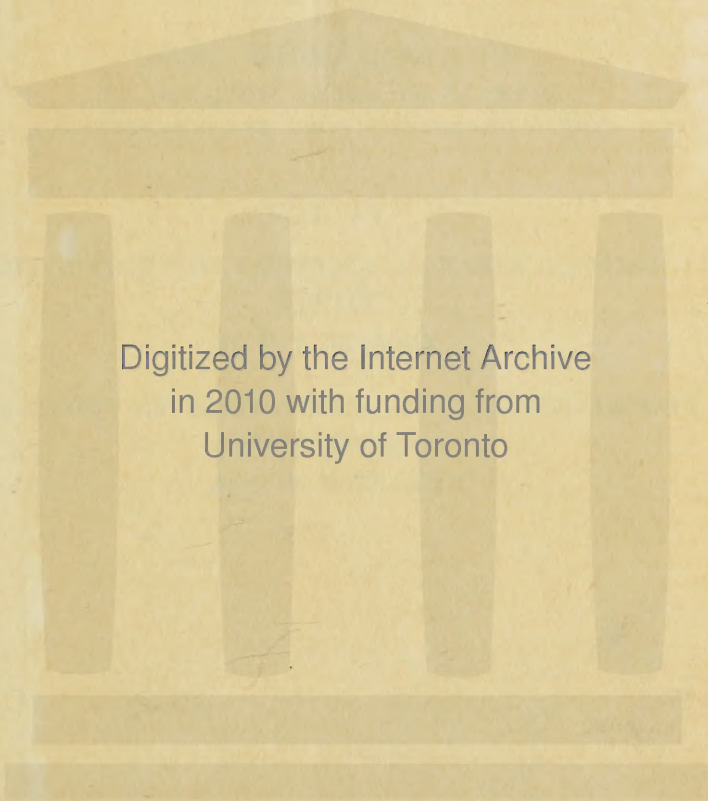 Digitized by the Internet Archive
in 2010 with funding from
University of Toronto